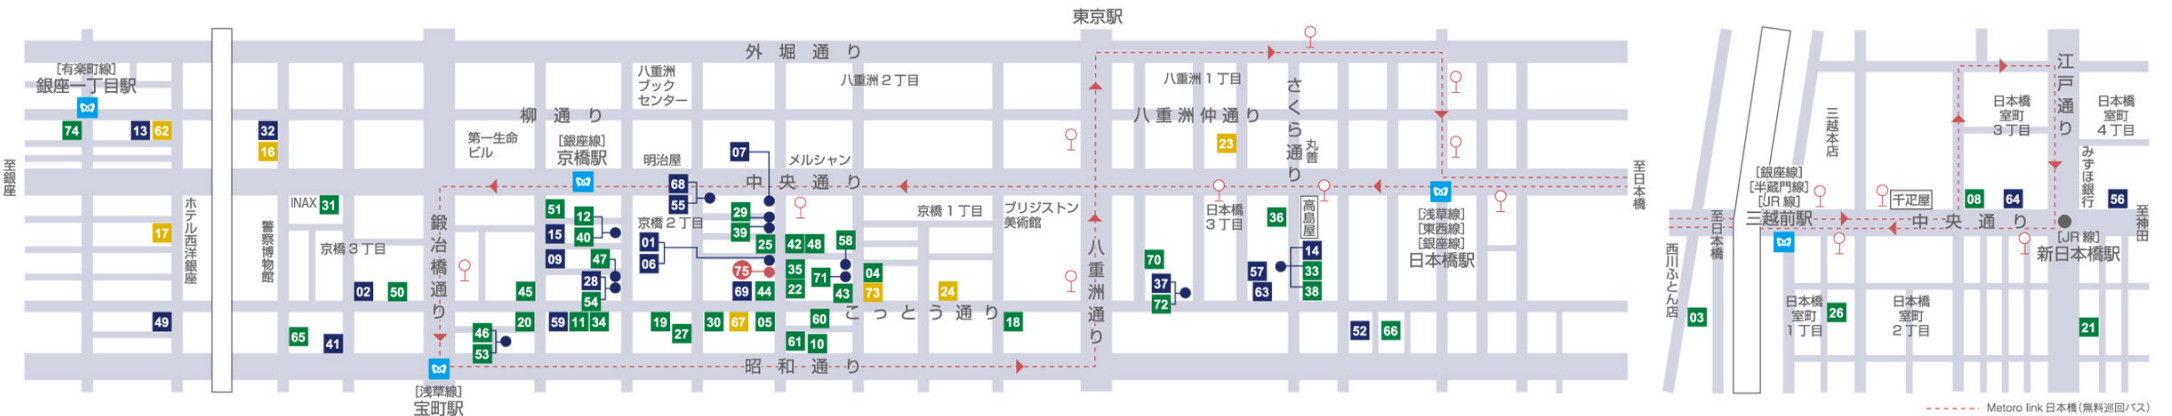 東京駅
外堀通り
[有楽町線]
銀座一丁目駅
八重洲
ブック
センター
八重洲２丁目
八重洲１丁目
さくら通り
柳通り
八重洲仲通り
74
13
62
32
16
第一生命
ビル
[銀座線]
京橋駅
明治屋
07
メルシャン
23
丸善
至銀座
中央通り
至日本橋
68
55
ホテル西洋銀座
警察博物館
INAX
31
京橋３丁目
17
鍛冶橋通り
51
12
15
40
09
47
28
54
京橋２丁目
01
06
29
39
25
42
48
58
75
35
71
04
69
44
22
43
73
24
京橋１丁目
ブリジストン
美術館
八重洲通り
日本橋
3丁目
36
高島屋
14
57
33
63
38
70
37
72
[浅草線]
[東西線]
[銀座線]
日本橋駅
02
50
45
49
65
41
20
59
11
34
19
27
30
67
05
60
61
10
こっとう通り
18
52
66
46
53
昭和通り
[浅草線]
宝町駅
江戸通り
日本橋
室町
3丁目
日本橋
室町
4丁目
三越本店
みずほ銀行
[銀座線]
[半蔵門線]
[JR線]
三越前駅
千疋屋
08
64
56
中央通り
至日本橋
至神田
[JR線]
新日本橋駅
西川ふとん店
03
日本橋
室町
1丁目
26
日本橋
室町
2丁目
21
Metoro link 日本橋(無料巡回バス)